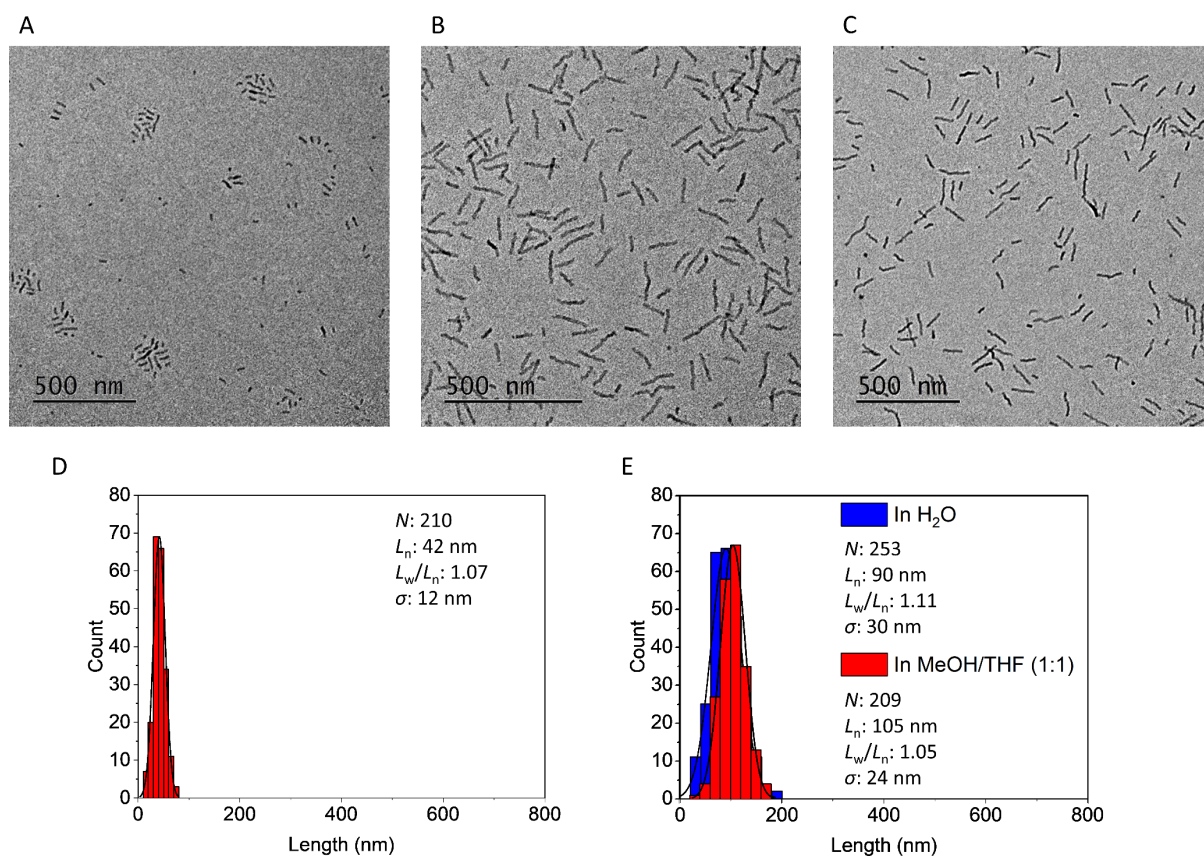 A
B
C
500 nm
500 nm
500 nm
D
E
80
70
60
50
40
30
20
10
0
Count
0
200
400
600
800
Length (nm)
N: 210
Ln: 42 nm
Lw/Ln: 1.07
σ: 12 nm
80
70
60
50
40
30
20
10
0
Count
0
200
400
600
800
Length (nm)
In H₂O
N: 253
Ln: 90 nm
Lw/Ln: 1.11
σ: 30 nm
In MeOH/THF (1:1)
N: 209
Ln: 105 nm
Lw/Ln: 1.05
σ: 24 nm